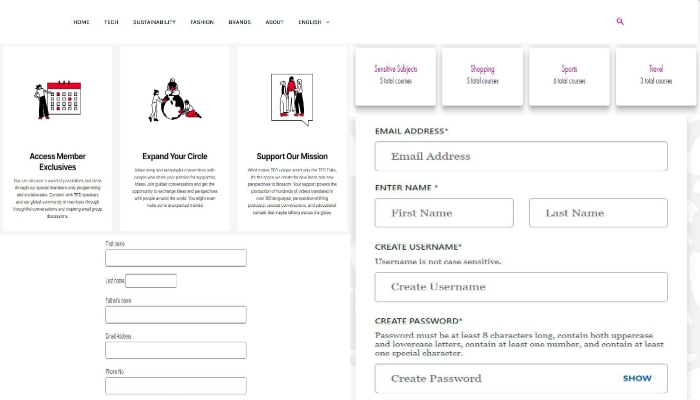 HOME TECH SUSTAINABILITY FASHION BRANDS ABOUT ENGLISH
Access Member
Exclusives
You can discover a world of possibilities and ideas
through our special members-only programming
and social events. Connect with TED speakers
and our global community of members through
thoughtful conversations and inspiring small group
discussions.
Expand Your Circle
Make deep and meaningful connections with
people who share your passion for supporting
ideas. Join guided conversations and get the
opportunity to exchange ideas and perspectives
with people around the world. You might even
make some unexpected friends!
Support Our Mission
What makes TED unique isn't only the TED Talks,
it's the space we create for new ideas and new
perspectives to blossom. Your support powers the
production of hundreds of videos translated in
over 100 languages, perspective-shifting
podcasts, curated conversations, and educational
content that inspire millions across the globe.
First name
Last name
Father's name
Email Address
Phone No
Sensitive Subjects
5 total courses
Shopping
5 total courses
Sports
6 total courses
Travel
3 total courses
EMAIL ADDRESS*
Email Address
ENTER NAME *
First Name Last Name
CREATE USERNAME*
Username is not case sensitive.
Create Username
CREATE PASSWORD*
Password must be at least 8 characters long, contain both uppercase
and lowercase letters, contain at least one number, and contain at least
one special character.
Create Password SHOW